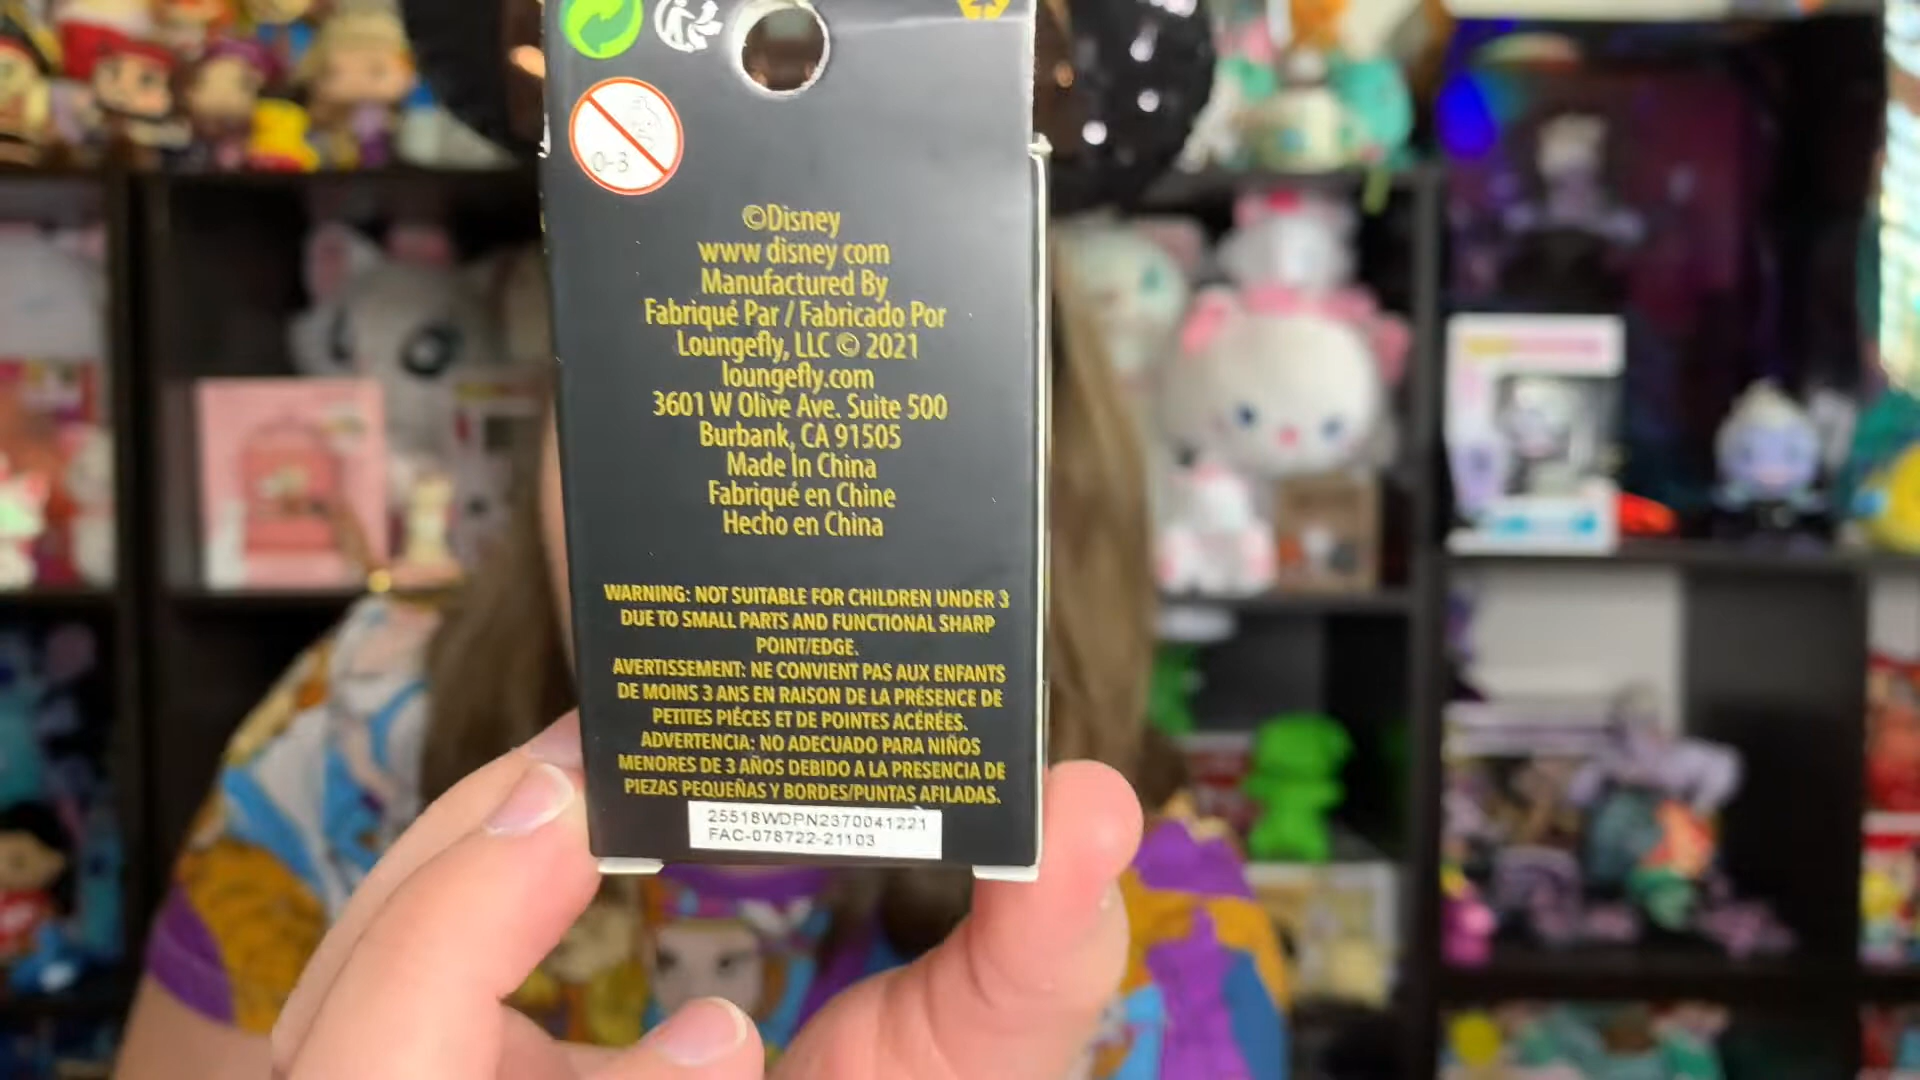 0-3
©Disney
www disney com
Manufactured By
Fabriqué Par / Fabricado Por
Loungefly, LLC © 2021
loungefly.com
3601 W Olive Ave. Suite 500
Burbank, CA 91505
Made In China
Fabriqué en Chine
Hecho en China
WARNING: NOT SUITABLE FOR CHILDREN UNDER 3
DUE TO SMALL PARTS AND FUNCTIONAL SHARP
POINT/EDGE.
AVERTISSEMENT: NE CONVIENT PAS AUX ENFANTS
DE MOINS 3 ANS EN RAISON DE LA PRÉSENCE DE
PETITES PIÉCES ET DE POINTES ACÉRÉES.
ADVERTENCIA: NO ADECUADO PARA NIÑOS
MENORES DE 3 AÑOS DEBIDO A LA PRESENCIA DE
PIEZAS PEQUEÑAS Y BORDES/PUNTAS AFILADAS.
25518WDPN2370041221
FAC-078722-21103